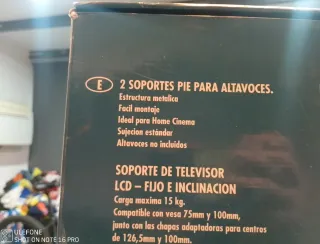 E
2 SOPORTES PIE PARA ALTAVOCES.
Estructura metalica
Facil montaje
Ideal para Home Cinema
Sujecion estándar
Altavoces no incluidos
SOPORTE DE TELEVISOR
LCD – FIJO E INCLINACION
Carga maxima 15 kg.
Compatible con vesa 75mm y 100mm,
junto con las chapas adaptadoras para centros
de 126,5mm y 100mm.
ULEFONE
SHOT ON NOTE 16 PRO